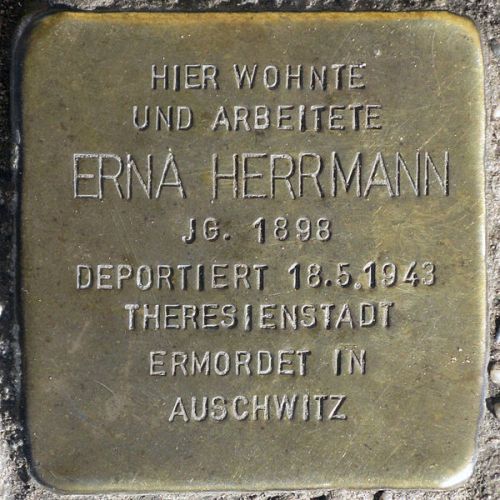 HIER WOHNTE
UND ARBEITETE
ERNA HERRMANN
JG. 1898
DEPORTIERT 18.5.1943
THERESIENSTADT
ERMORDET IN
AUSCHWITZ